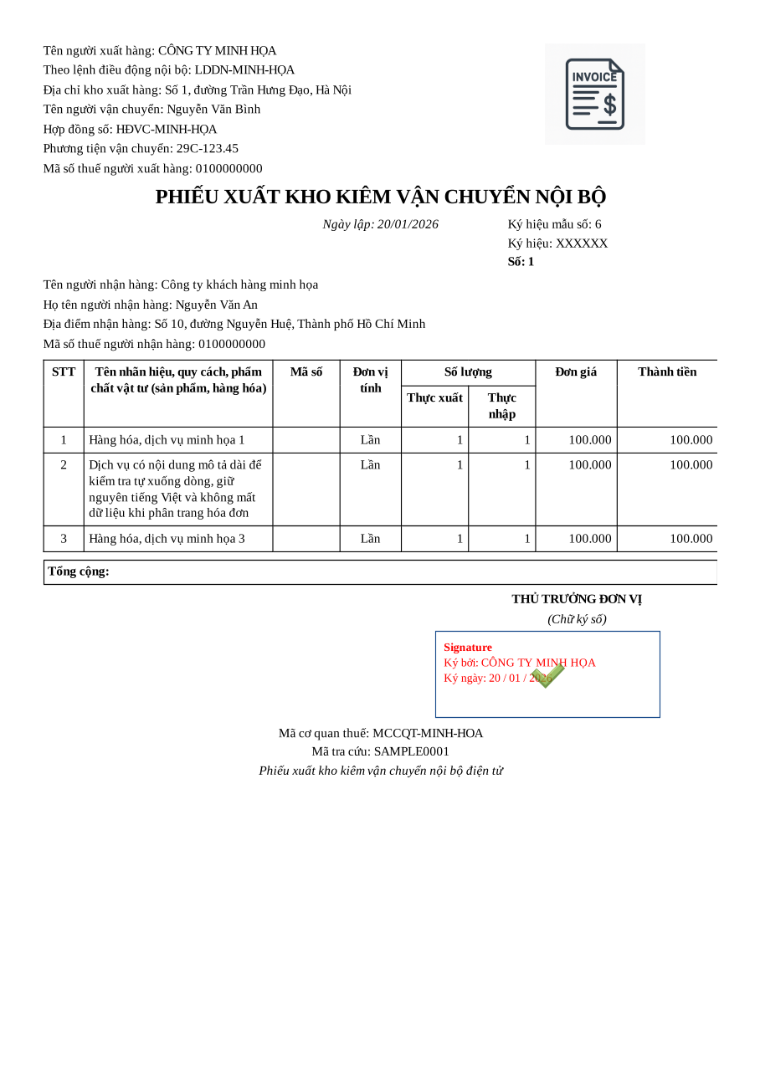 Tên người xuất hàng: CÔNG TY MINH HỌA
Theo lệnh điều động nội bộ: LDDN-MINH-HỌA
Địa chỉ kho xuất hàng: Số 1, đường Trần Hưng Đạo, Hà Nội
Tên người vận chuyển: Nguyễn Văn Bình
Hợp đồng số: HĐVC-MINH-HỌA
Phương tiện vận chuyển: 29C-123.45
Mã số thuế người xuất hàng: 0100000000
INVOICE
$
PHIẾU XUẤT KHO KIÊM VẬN CHUYỂN NỘI BỘ
Ngày lập: 20/01/2026
Ký hiệu mẫu số: 6
Ký hiệu: XXXXXX
Số: 1
Tên người nhận hàng: Công ty khách hàng minh họa
Họ tên người nhận hàng: Nguyễn Văn An
Địa điểm nhận hàng: Số 10, đường Nguyễn Huệ, Thành phố Hồ Chí Minh
Mã số thuế người nhận hàng: 0100000000
STT Tên nhãn hiệu, quy cách, phẩm chất vật tư (sản phẩm, hàng hóa) Mã số Đơn vị tính Số lượng Đơn giá Thành tiền
Thực xuất Thực nhập
1 Hàng hóa, dịch vụ minh họa 1 Lần 1 1 100.000 100.000
2 Dịch vụ có nội dung mô tả dài để Lần 1 1 100.000 100.000
kiểm tra tự xuống dòng, giữ
nguyên tiếng Việt và không mất
dữ liệu khi phân trang hóa đơn
3 Hàng hóa, dịch vụ minh họa 3 Lần 1 1 100.000 100.000
Tổng cộng:
THỦ TRƯỞNG ĐƠN VỊ
(Chữ ký số)
Signature
Ký bởi: CÔNG TY MINH HỌA
Ký ngày: 20 / 01 / 2026
Mã cơ quan thuế: MCCQT-MINH-HOA
Mã tra cứu: SAMPLE0001
Phiếu xuất kho kiêm vận chuyển nội bộ điện tử